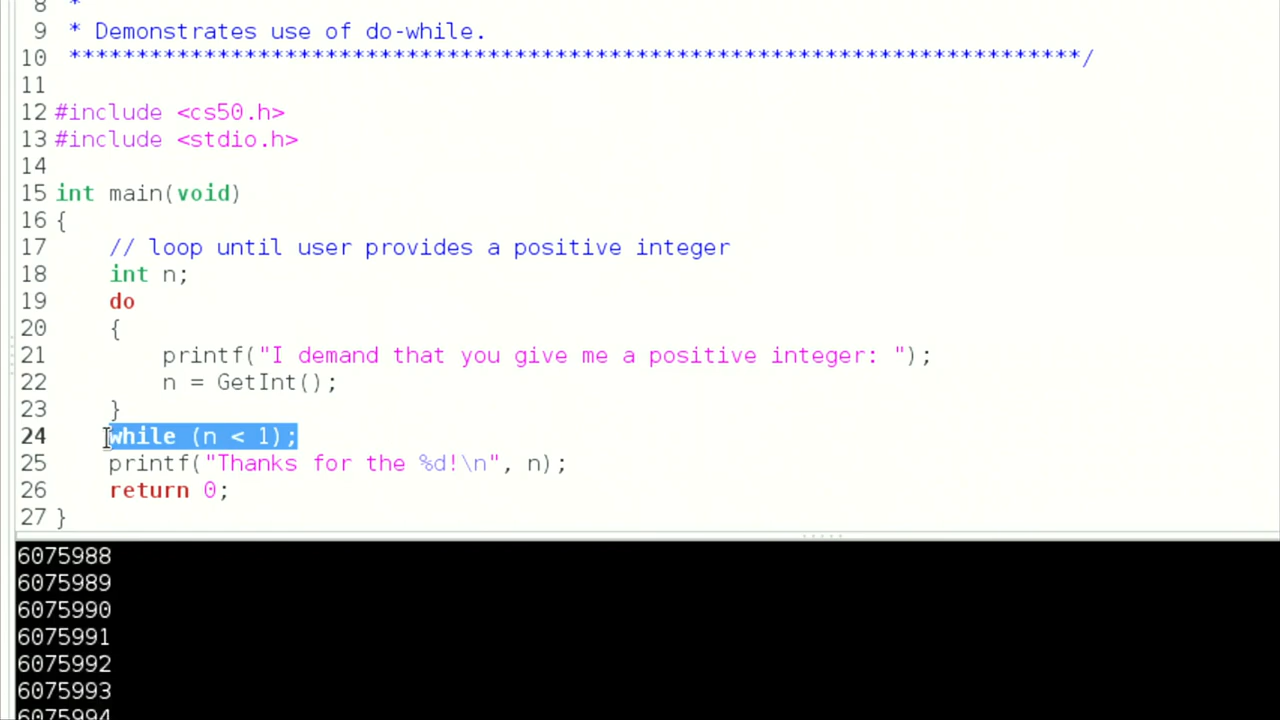 8 *
9 * Demonstrates use of do-while.
10 ***************************************************************************/
11
12 #include <cs50.h>
13 #include <stdio.h>
14
15 int main(void)
16 {
17     // loop until user provides a positive integer
18     int n;
19     do
20     {
21         printf("I demand that you give me a positive integer: ");
22         n = GetInt();
23     }
24     while (n < 1);
25     printf("Thanks for the %d!\n", n);
26     return 0;
27 }
6075988
6075989
6075990
6075991
6075992
6075993
6075994